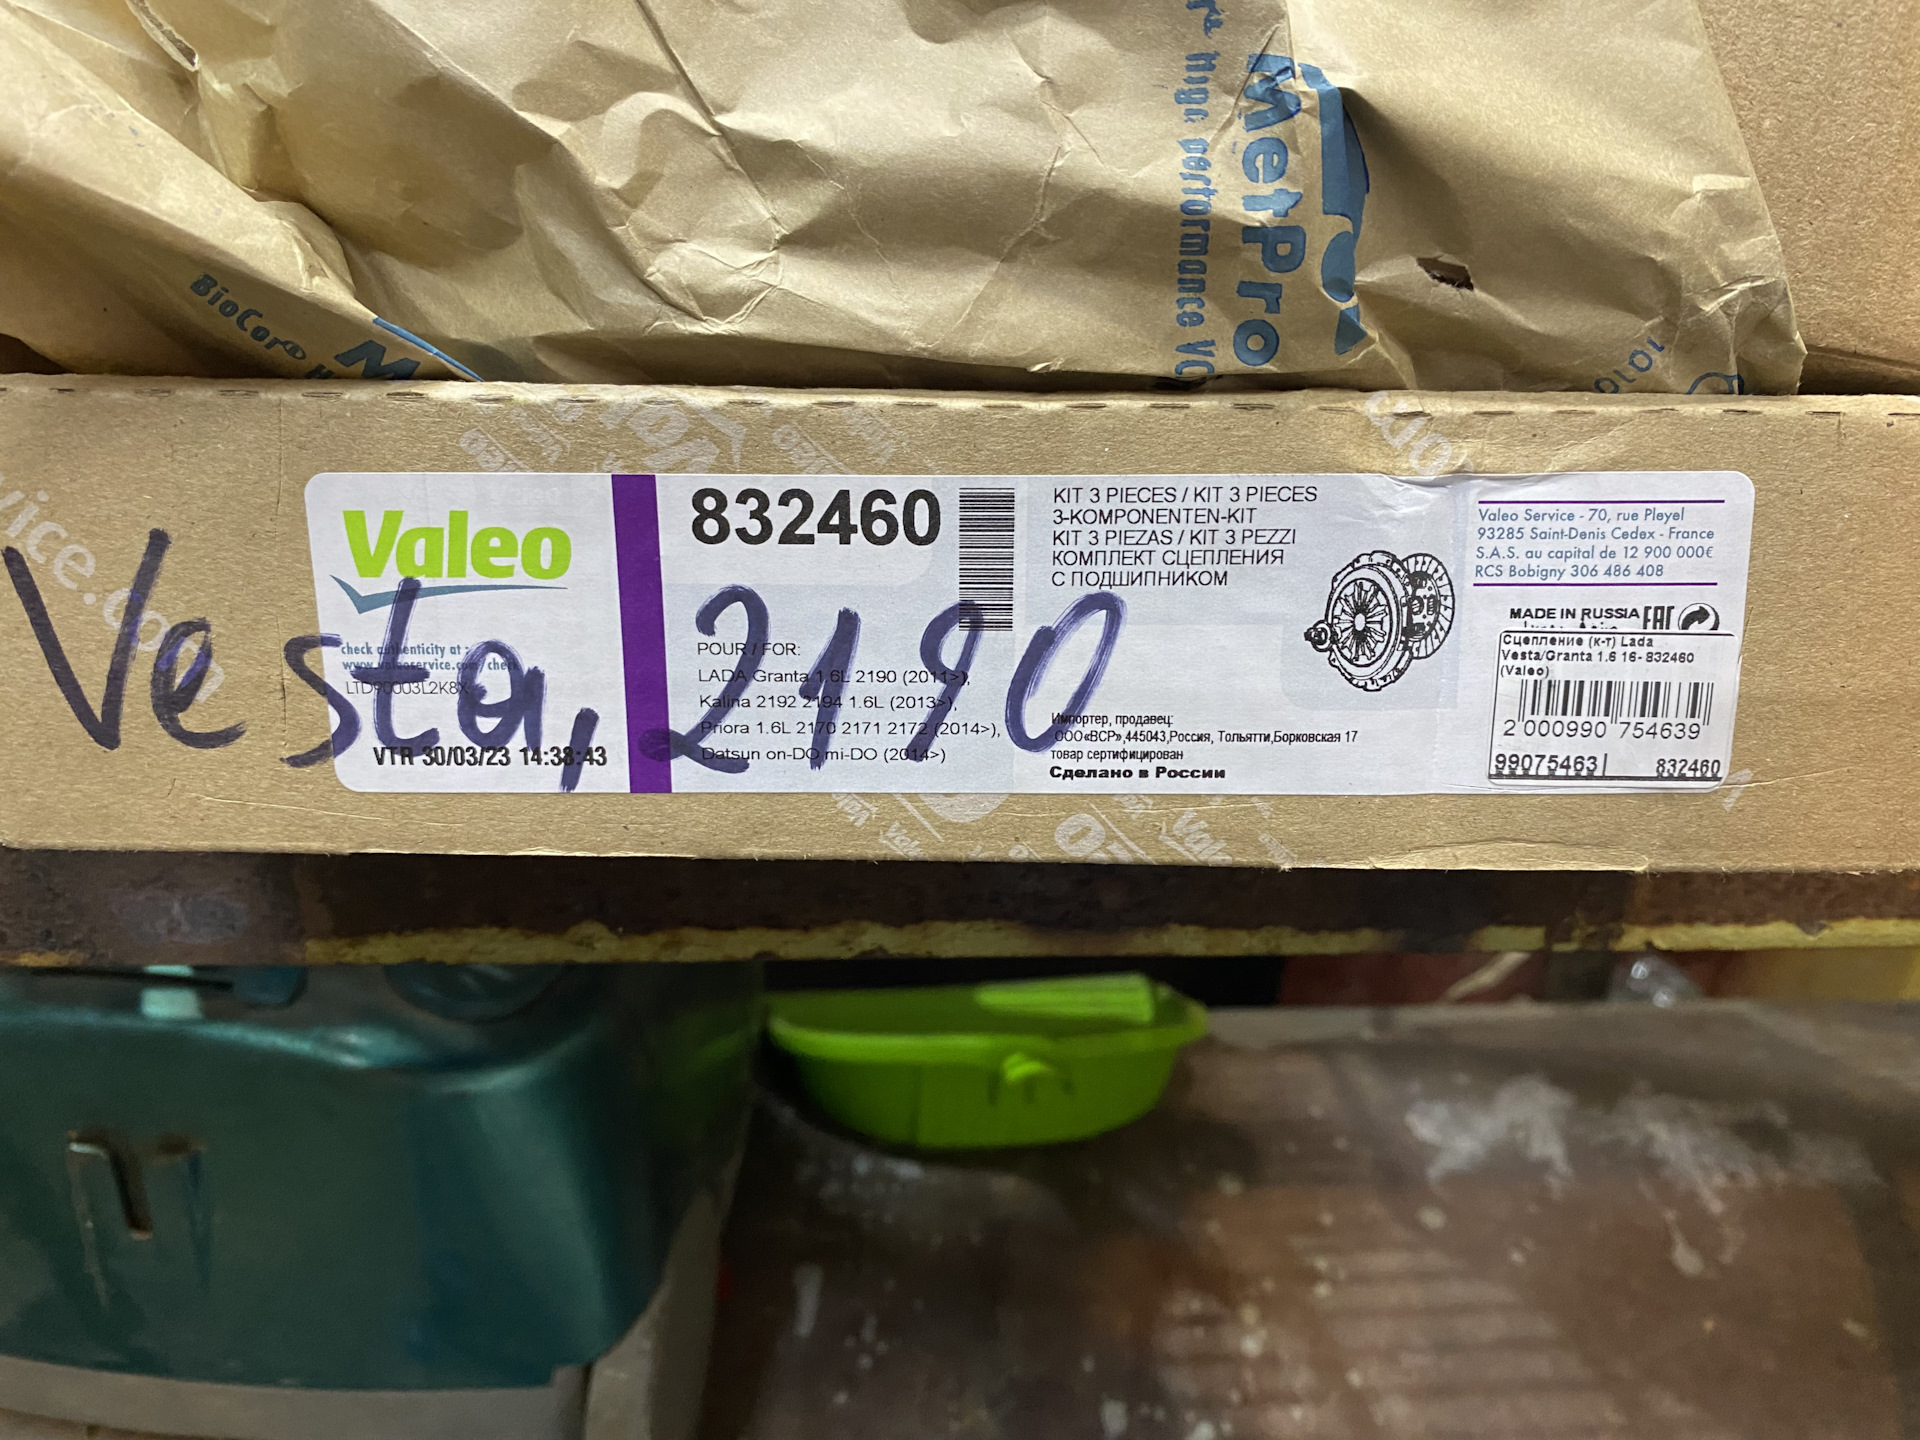 MetPro
high performance VC
BioCor®
vice.com
Vesta, 2190
Valeo
check authenticity at :
www.valeoservice.com/check
LTD90003L2K8X
VTR 30/03/23 14:38:43
832460
POUR / FOR:
LADA Granta 1.6L 2190 (2011>),
Kalina 2192 2194 1.6L (2013>),
Priora 1.6L 2170 2171 2172 (2014>),
Datsun on-DO mi-DO (2014>)
KIT 3 PIECES / KIT 3 PIECES
3-KOMPONENTEN-KIT
KIT 3 PIEZAS / KIT 3 PEZZI
КОМПЛЕКТ СЦЕПЛЕНИЯ
С ПОДШИПНИКОМ
Импортер, продавец:
ООО«ВСР»,445043,Россия, Тольятти,Борковская 17
товар сертифицирован
Сделано в России
Valeo Service - 70, rue Pleyel
93285 Saint-Denis Cedex - France
S.A.S. au capital de 12 900 000€
RCS Bobigny 306 486 408
MADE IN RUSSIA EAC
Сцепление (к-т) Lada
Vesta/Granta 1.6 16- 832460
(Valeo)
2 000990 754639
99075463 832460